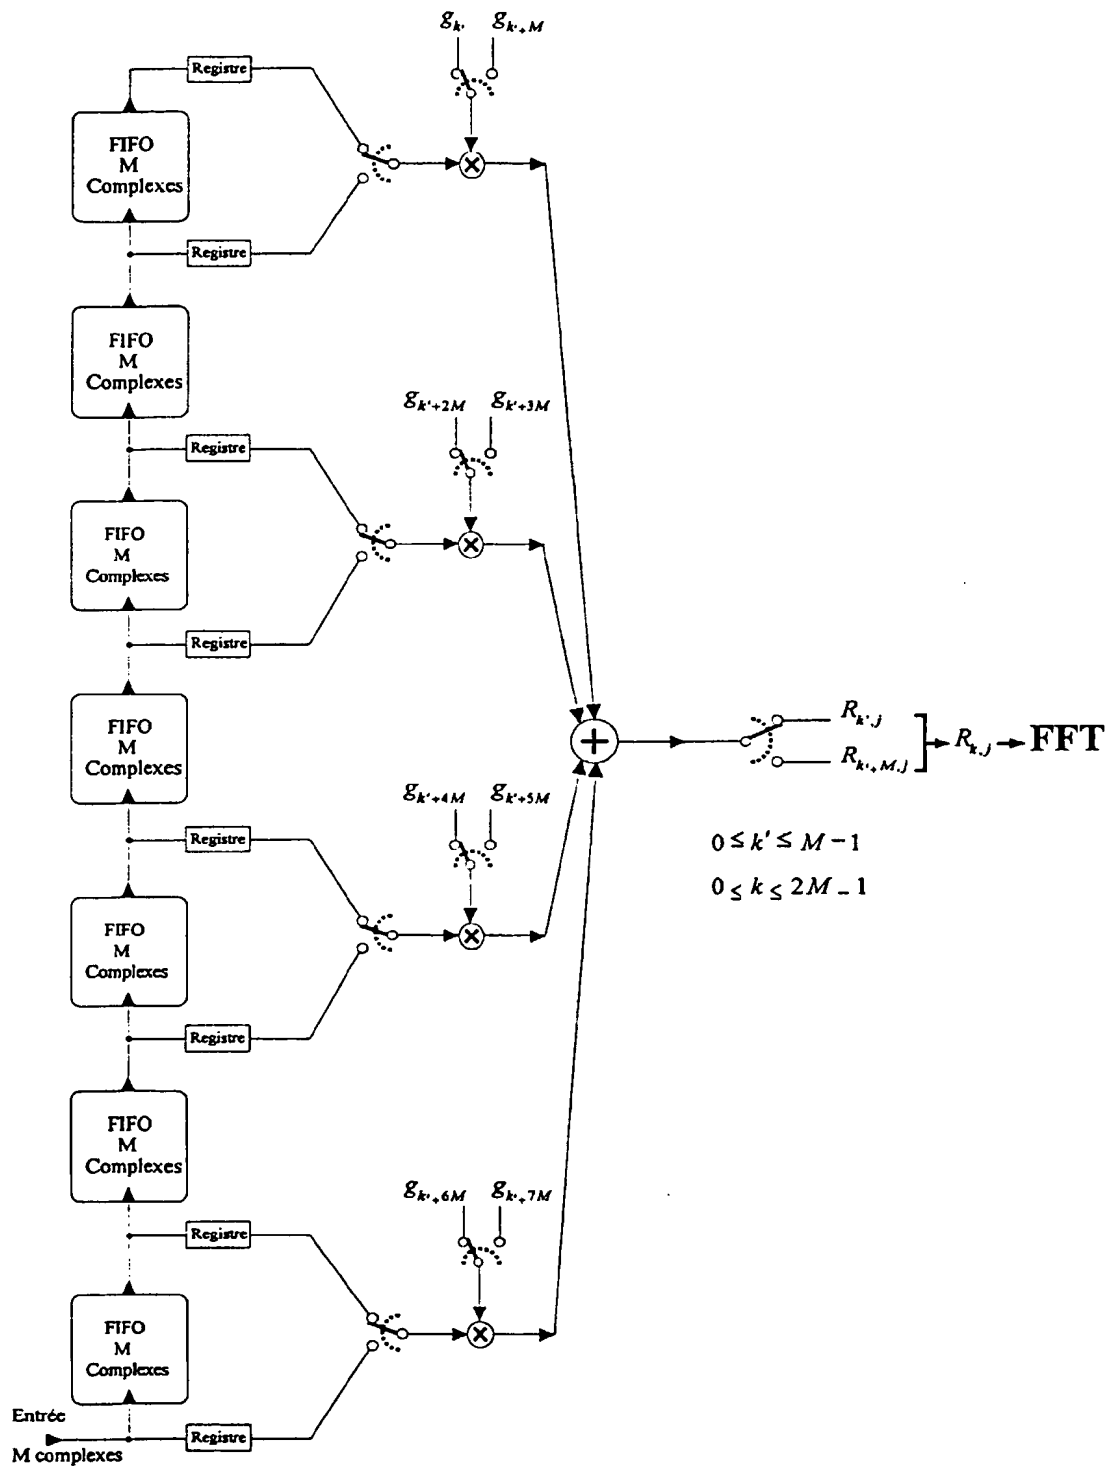 g_{k'} g_{k'+M}
Registre
FIFO
M
Complexes
Registre
FIFO
M
Complexes
g_{k'+2M} g_{k'+3M}
Registre
FIFO
M
Complexes
Registre
FIFO
M
Complexes
R_{k',j}
R_{k'+M,j}
R_{k,j}
FFT
g_{k'+4M} g_{k'+5M}
0 ≤ k' ≤ M - 1
0 ≤ k ≤ 2M - 1
Registre
FIFO
M
Complexes
Registre
FIFO
M
Complexes
g_{k'+6M} g_{k'+7M}
Registre
FIFO
M
Complexes
Entrée
M complexes
Registre